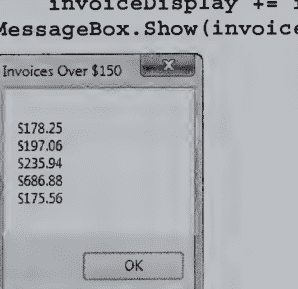 invoiceDisplay +=
MessageBox.Show(invoice
Invoices Over $150
$178.25
$197.06
$235.94
$686.88
$175.56
OK